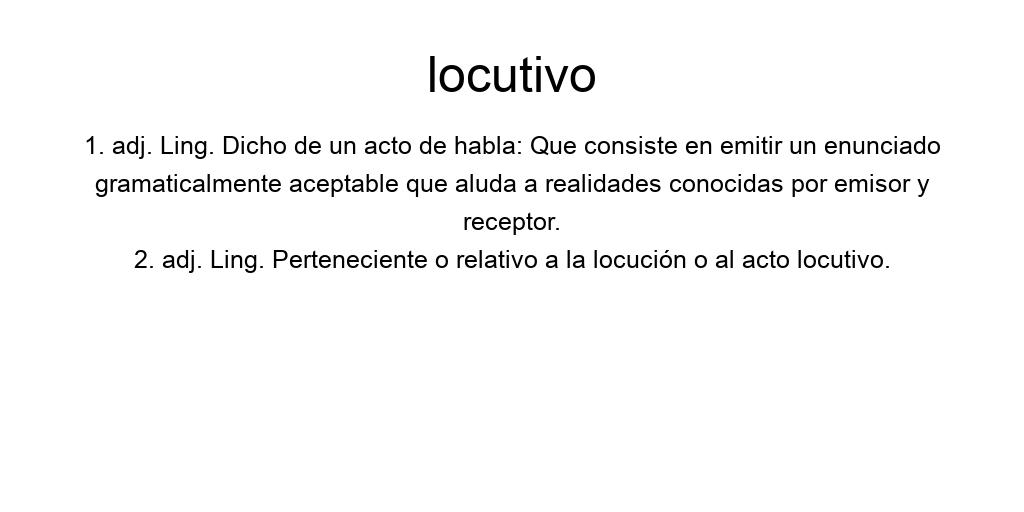 locutivo
1. adj. Ling. Dicho de un acto de habla: Que consiste en emitir un enunciado
gramaticalmente aceptable que aluda a realidades conocidas por emisor y
receptor.
2. adj. Ling. Perteneciente o relativo a la locución o al acto locutivo.